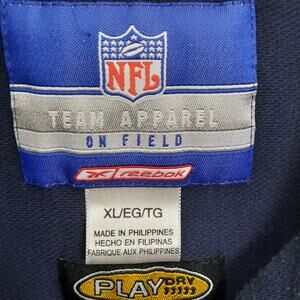 NFL
TEAM APPAREL
ON FIELD
Reebok
XL/EG/TG
MADE IN PHILIPPINES
HECHO EN FILIPINAS
FABRIQUE AUX PHILIPPINES
PLAY DRY